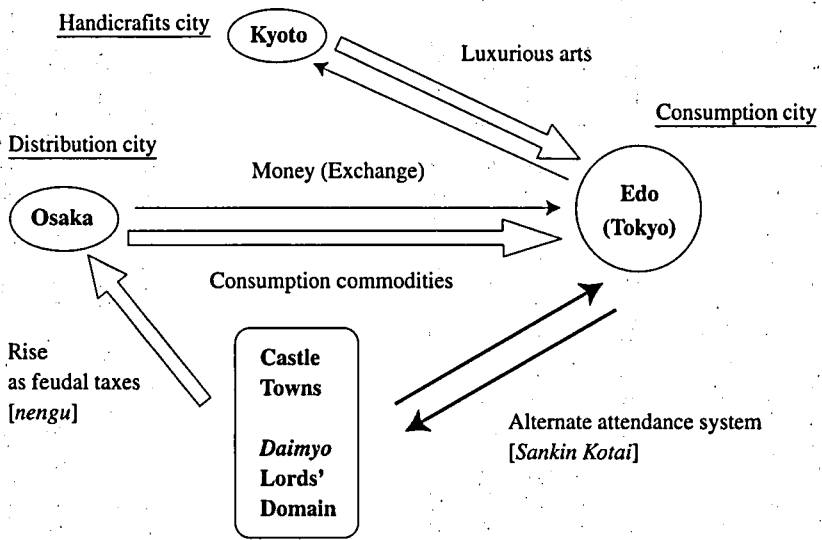 Handicrafits city
Kyoto
Luxurious arts
Consumption city
Distribution city
Money (Exchange)
Edo
(Tokyo)
Osaka
Consumption commodities
Rise
as feudal taxes
[nengu]
Castle
Towns
Daimyo
Lords'
Domain
Alternate attendance system
[Sankin Kotai]